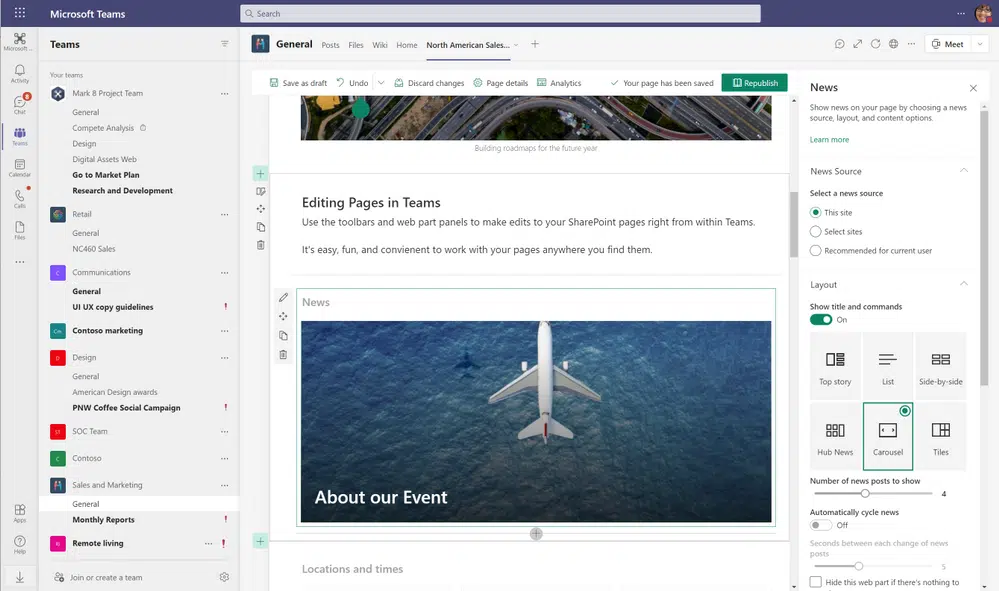 Microsoft Teams
Search
Microsoft...
Activity
8
Chat
Teams
Calendar
Calls
Files
Apps
Help
Teams
Your teams
Mark 8 Project Team
General
Compete Analysis
Design
Digital Assets Web
Go to Market Plan
Research and Development
Retail
General
NC460 Sales
C Communications
General
UI UX copy guidelines
Contoso marketing
D Design
General
American Design awards
PNW Coffee Social Campaign
ST SOC Team
C Contoso
Sales and Marketing
General
Monthly Reports
Remote living
Join or create a team
General Posts Files Wiki Home North American Sales...
Meet
Save as draft Undo Discard changes Page details Analytics Your page has been saved Republish
Building roadmaps for the future year
Editing Pages in Teams
Use the toolbars and web part panels to make edits to your SharePoint pages right from within Teams.
It's easy, fun, and convienent to work with your pages anywhere you find them.
News
About our Event
Locations and times
News
Show news on your page by choosing a news
source, layout, and content options.
Learn more
News Source
Select a news source
This site
Select sites
Recommended for current user
Layout
Show title and commands
On
Top story List Side-by-side
Hub News Carousel Tiles
Number of news posts to show
4
Automatically cycle news
Off
Seconds between each change of news
posts
5
Hide this web part if there's nothing to